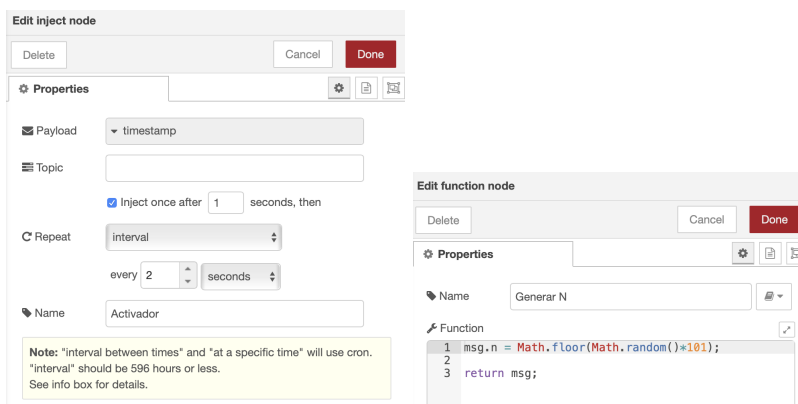 Edit inject node
Delete Cancel Done
Properties
Payload timestamp
Topic
Inject once after 1 seconds, then
Repeat interval
every 2 seconds
Name Activador
Note: "interval between times" and "at a specific time" will use cron.
"interval" should be 596 hours or less.
See info box for details.
Edit function node
Delete Cancel Done
Properties
Name Generar N
Function
1 msg.n = Math.floor(Math.random()*101);
2
3 return msg;